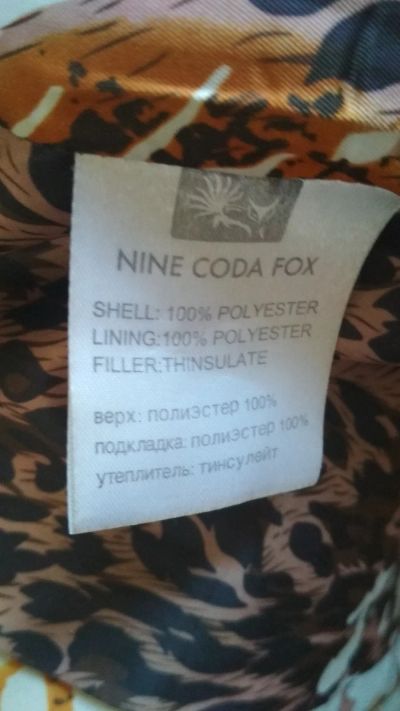 NINE CODA FOX
SHELL: 100% POLYESTER
LINING:100% POLYESTER
FILLER:THINSULATE
верх: полиэстер 100%
подкладка: полиэстер 100%
утеплитель: тинсулейт